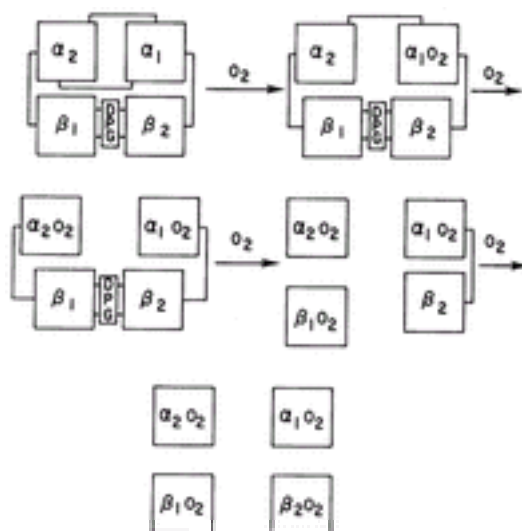 α₂ α₁ α₂ α₁O₂
O₂ O₂
β₁ DPG β₂ β₁ DPG β₂
α₂O₂ α₁O₂ α₂O₂ α₁O₂
O₂ O₂
β₁ DPG β₂ β₁O₂ β₂
α₂O₂ α₁O₂
β₁O₂ β₂O₂